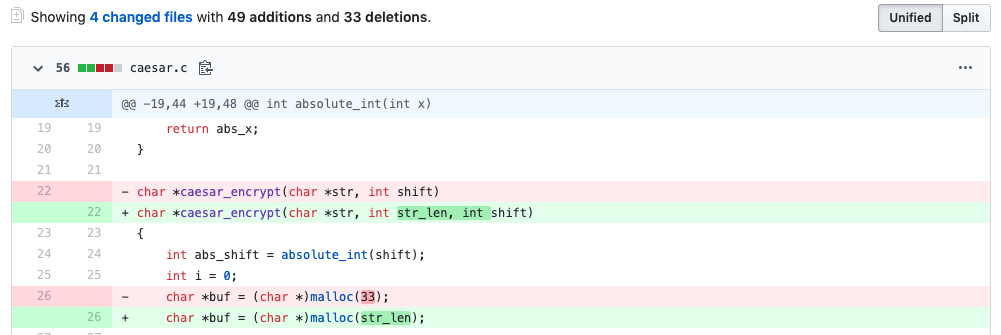 Showing 4 changed files with 49 additions and 33 deletions.
Unified Split
56 caesar.c
@@ -19,44 +19,48 @@ int absolute_int(int x)
19 19 return abs_x;
20 20 }
21 21
22 - char *caesar_encrypt(char *str, int shift)
22 + char *caesar_encrypt(char *str, int str_len, int shift)
23 23 {
24 24 int abs_shift = absolute_int(shift);
25 25 int i = 0;
26 - char *buf = (char *)malloc(33);
26 + char *buf = (char *)malloc(str_len);